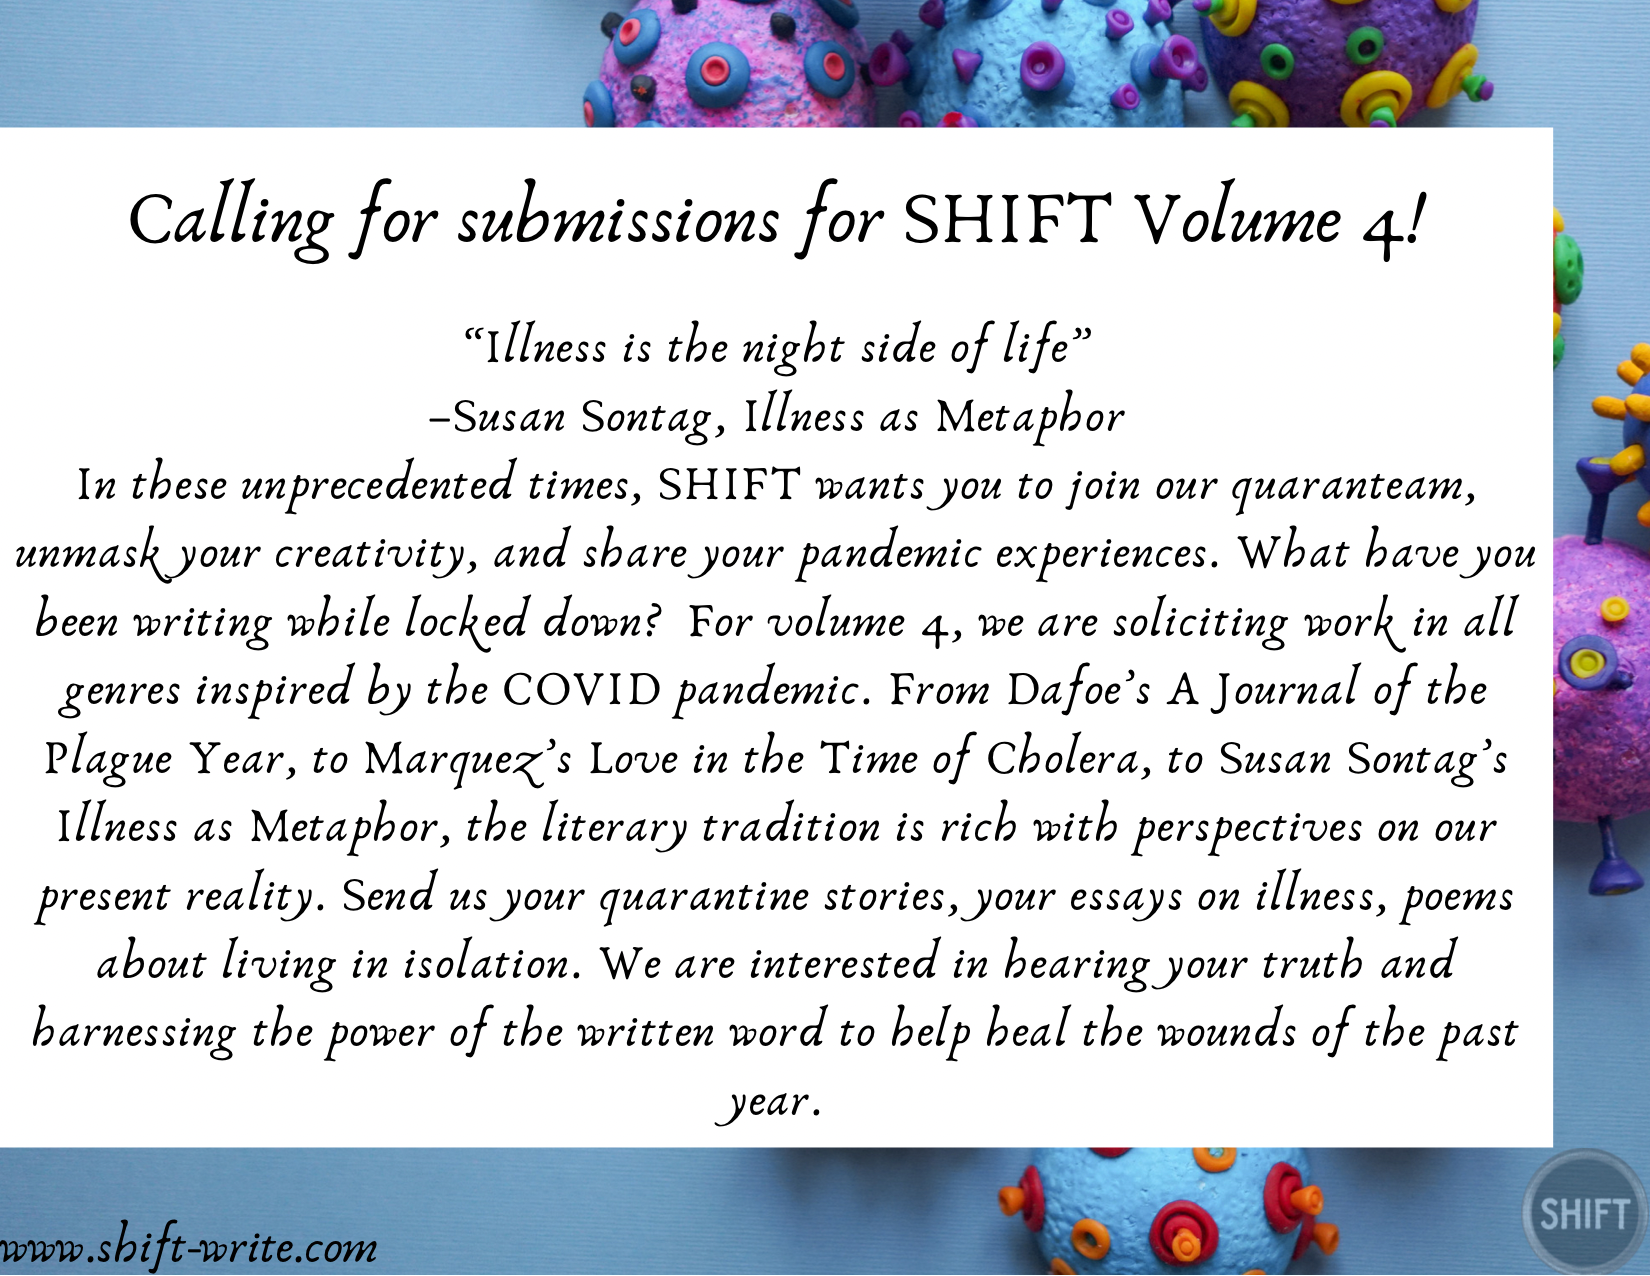 Calling for submissions for SHIFT Volume 4!
“Illness is the night side of life”
–Susan Sontag, Illness as Metaphor
In these unprecedented times, SHIFT wants you to join our quaranteam,
unmask your creativity, and share your pandemic experiences. What have you
been writing while locked down?  For volume 4, we are soliciting work in all
genres inspired by the COVID pandemic. From Dafoe’s A Journal of the
Plague Year, to Marquez’s Love in the Time of Cholera, to Susan Sontag’s
Illness as Metaphor, the literary tradition is rich with perspectives on our
present reality. Send us your quarantine stories, your essays on illness, poems
about living in isolation. We are interested in hearing your truth and
harnessing the power of the written word to help heal the wounds of the past
year.
SHIFT
www.shift-write.com